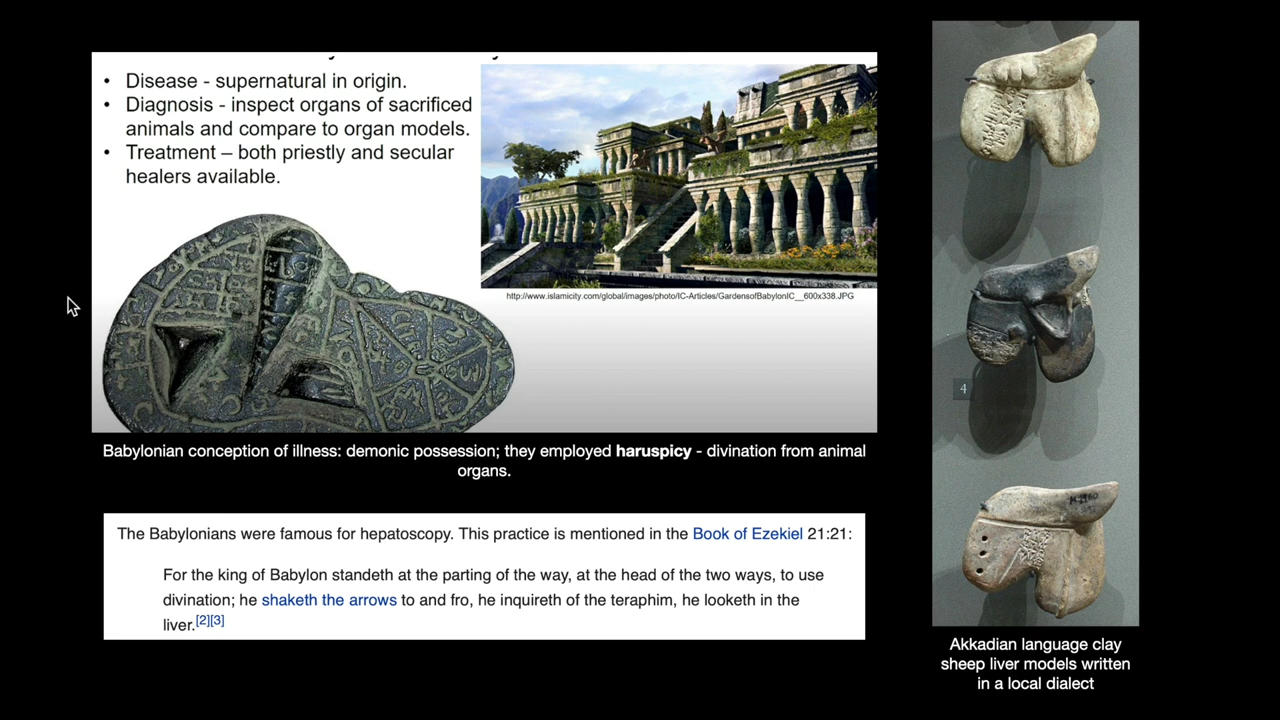 • Disease - supernatural in origin.
• Diagnosis - inspect organs of sacrificed
animals and compare to organ models.
• Treatment – both priestly and secular
healers available.
http://www.islamicity.com/global/images/photo/IC-Articles/GardensofBabylonIC__600x338.JPG
Babylonian conception of illness: demonic possession; they employed haruspicy - divination from animal
organs.
The Babylonians were famous for hepatoscopy. This practice is mentioned in the Book of Ezekiel 21:21:
For the king of Babylon standeth at the parting of the way, at the head of the two ways, to use
divination; he shaketh the arrows to and fro, he inquireth of the teraphim, he looketh in the
liver.[2][3]
4
Akkadian language clay
sheep liver models written
in a local dialect